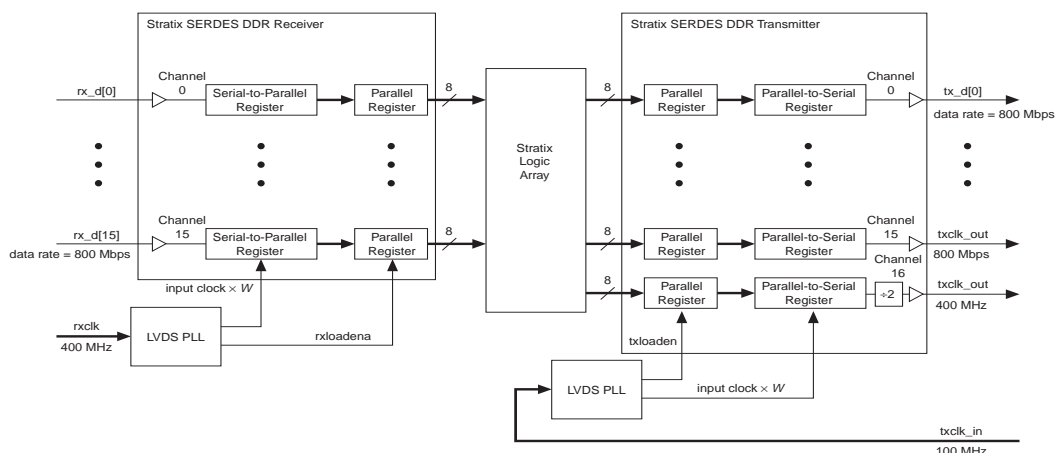 Stratix SERDES DDR Receiver
Stratix SERDES DDR Transmitter
rx_d[0]
Channel
0
Serial-to-Parallel
Register
Parallel
Register
8
Stratix
Logic
Array
8
Parallel
Register
Parallel-to-Serial
Register
Channel
0
tx_d[0]
data rate = 800 Mbps
rx_d[15]
data rate = 800 Mbps
Channel
15
Serial-to-Parallel
Register
Parallel
Register
8
8
Parallel
Register
Parallel-to-Serial
Register
Channel
15
txclk_out
800 Mbps
8
Parallel
Register
Parallel-to-Serial
Register
Channel
16
÷2
txclk_out
400 MHz
input clock × W
rxclk
400 MHz
LVDS PLL
rxloadena
txloaden
LVDS PLL
input clock × W
txclk_in
100 MHz